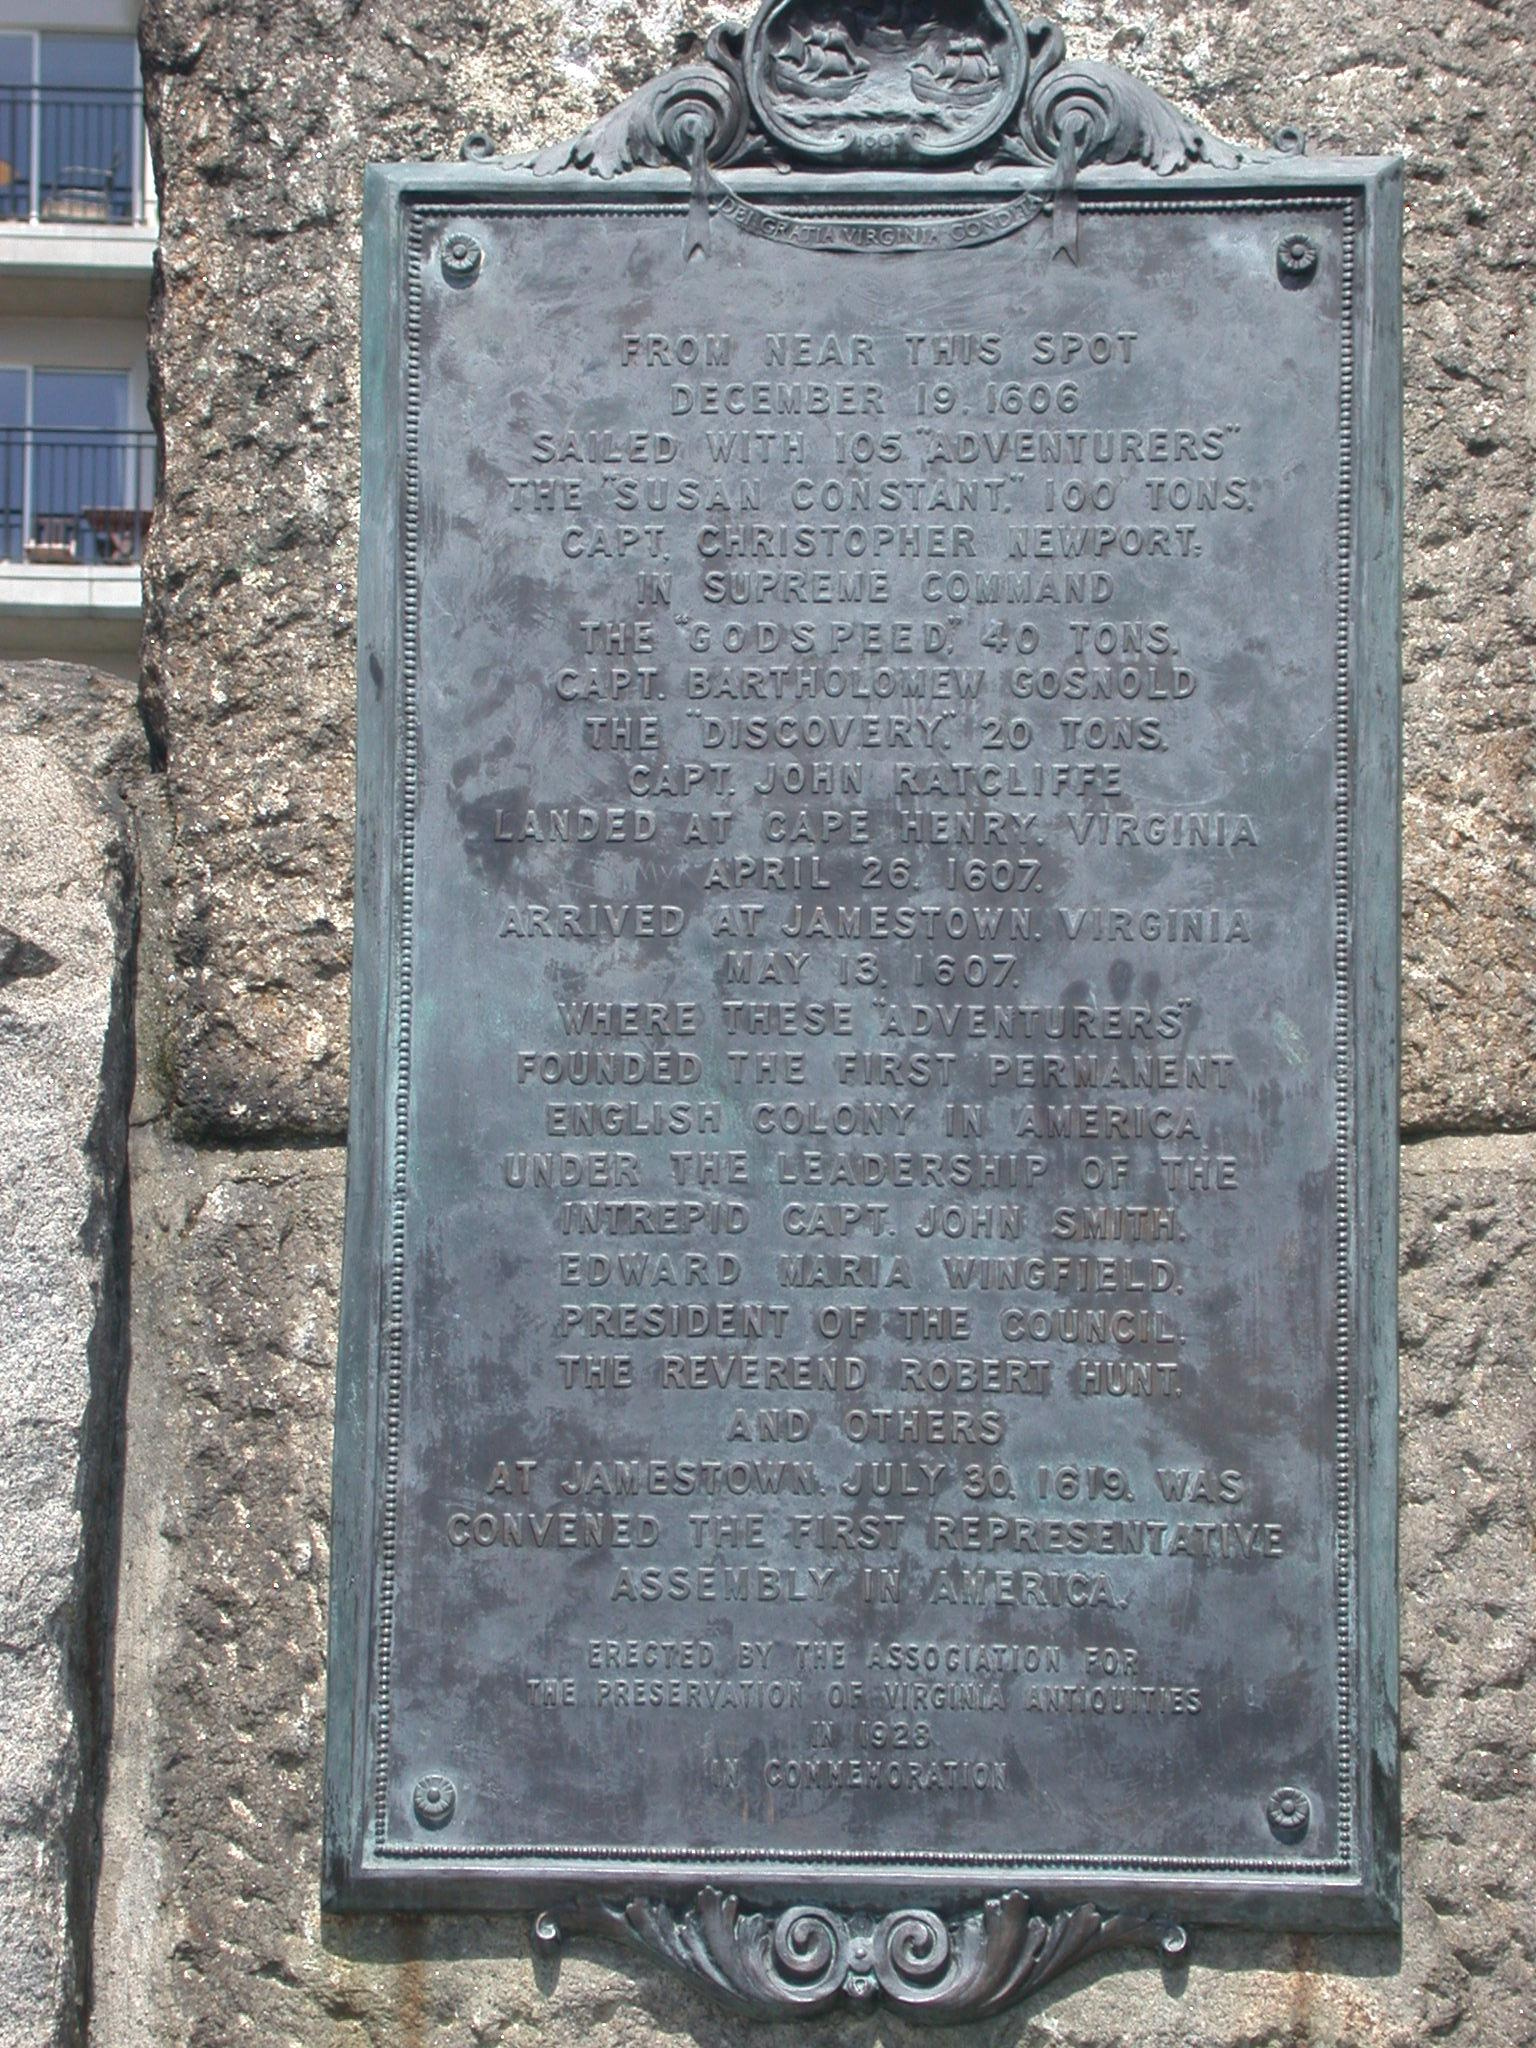 1607
DEI GRATIA VIRGINIA CONDITA
FROM NEAR THIS SPOT
DECEMBER 19, 1606
SAILED WITH 105 "ADVENTURERS"
THE "SUSAN CONSTANT," 100 TONS,
CAPT. CHRISTOPHER NEWPORT,
IN SUPREME COMMAND
THE "GODSPEED," 40 TONS,
CAPT. BARTHOLOMEW GOSNOLD
THE "DISCOVERY," 20 TONS,
CAPT. JOHN RATCLIFFE
LANDED AT CAPE HENRY, VIRGINIA
APRIL 26, 1607,
ARRIVED AT JAMESTOWN, VIRGINIA
MAY 13, 1607,
WHERE THESE "ADVENTURERS"
FOUNDED THE FIRST PERMANENT
ENGLISH COLONY IN AMERICA
UNDER THE LEADERSHIP OF THE
INTREPID CAPT. JOHN SMITH,
EDWARD MARIA WINGFIELD,
PRESIDENT OF THE COUNCIL,
THE REVEREND ROBERT HUNT,
AND OTHERS
AT JAMESTOWN, JULY 30, 1619, WAS
CONVENED THE FIRST REPRESENTATIVE
ASSEMBLY IN AMERICA.
ERECTED BY THE ASSOCIATION FOR
THE PRESERVATION OF VIRGINIA ANTIQUITIES
IN 1928
IN COMMEMORATION